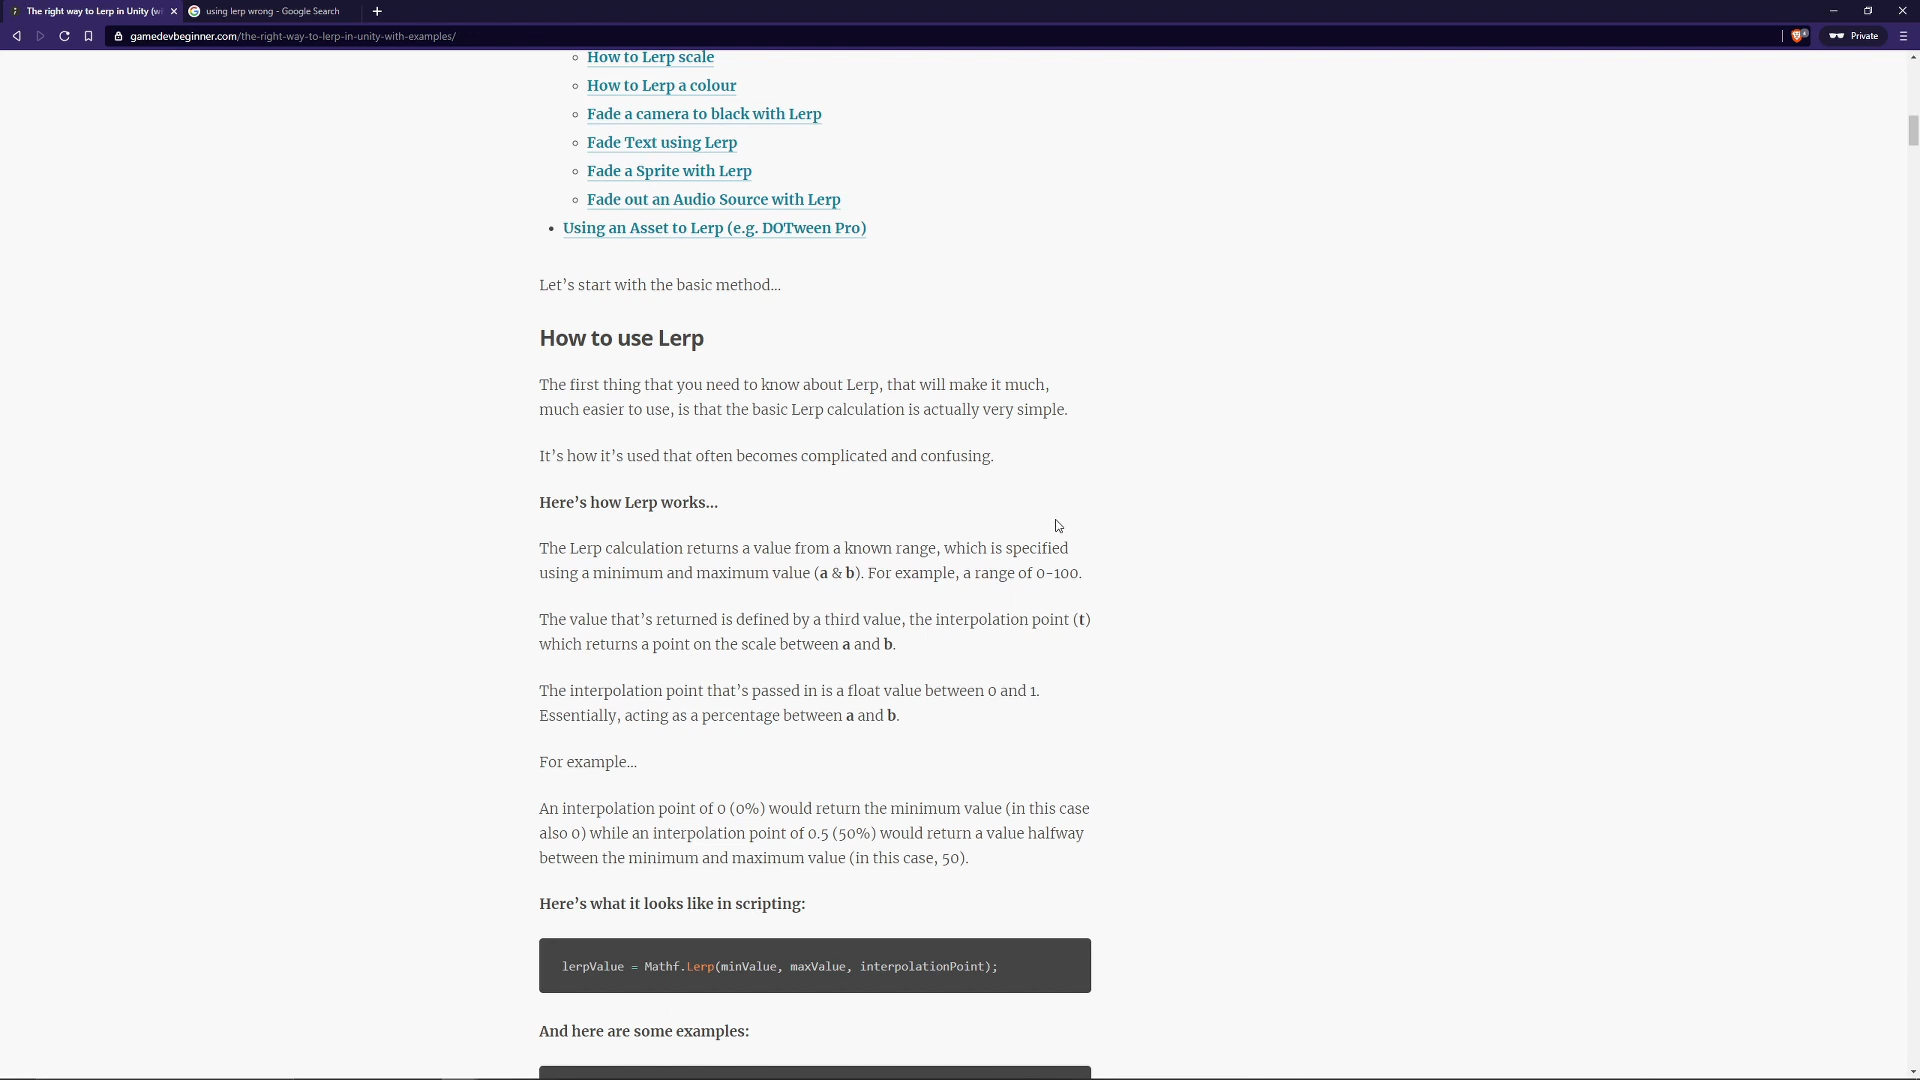 The right way to Lerp in Unity (wi
using lerp wrong - Google Search
gamedevbeginner.com/the-right-way-to-lerp-in-unity-with-examples/
Private
How to Lerp scale
How to Lerp a colour
Fade a camera to black with Lerp
Fade Text using Lerp
Fade a Sprite with Lerp
Fade out an Audio Source with Lerp
Using an Asset to Lerp (e.g. DOTween Pro)
Let’s start with the basic method…
How to use Lerp
The first thing that you need to know about Lerp, that will make it much,
much easier to use, is that the basic Lerp calculation is actually very simple.
It’s how it’s used that often becomes complicated and confusing.
Here’s how Lerp works…
The Lerp calculation returns a value from a known range, which is specified
using a minimum and maximum value (a & b). For example, a range of 0-100.
The value that’s returned is defined by a third value, the interpolation point (t)
which returns a point on the scale between a and b.
The interpolation point that’s passed in is a float value between 0 and 1.
Essentially, acting as a percentage between a and b.
For example…
An interpolation point of 0 (0%) would return the minimum value (in this case
also 0) while an interpolation point of 0.5 (50%) would return a value halfway
between the minimum and maximum value (in this case, 50).
Here’s what it looks like in scripting:
lerpValue = Mathf.Lerp(minValue, maxValue, interpolationPoint);
And here are some examples: